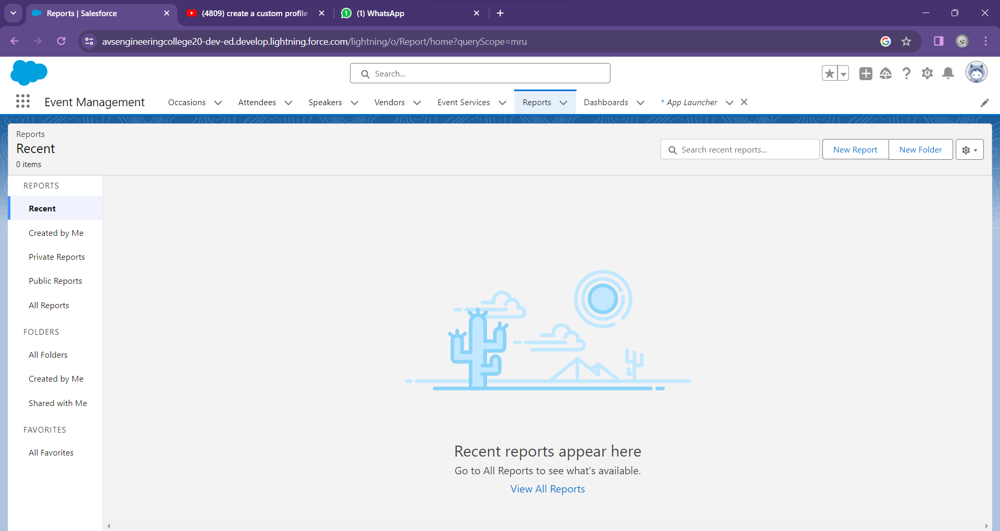 Reports | Salesforce
(4809) create a custom profile
1
(1) WhatsApp
avsengineeringcollege20-dev-ed.develop.lightning.force.com/lightning/o/Report/home?queryScope=mru
Search...
Event Management
Occasions
Attendees
Speakers
Vendors
Event Services
Reports
Dashboards
* App Launcher
Reports
Recent
0 items
Search recent reports...
New Report
New Folder
REPORTS
Recent
Created by Me
Private Reports
Public Reports
All Reports
FOLDERS
All Folders
Created by Me
Shared with Me
FAVORITES
All Favorites
Recent reports appear here
Go to All Reports to see what's available.
View All Reports